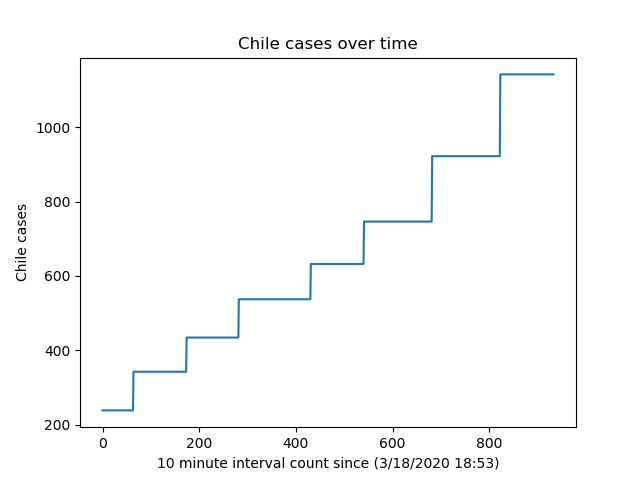 Chile cases over time
1000
800
600
400
200
Chile cases
0 200 400 600 800
10 minute interval count since (3/18/2020 18:53)